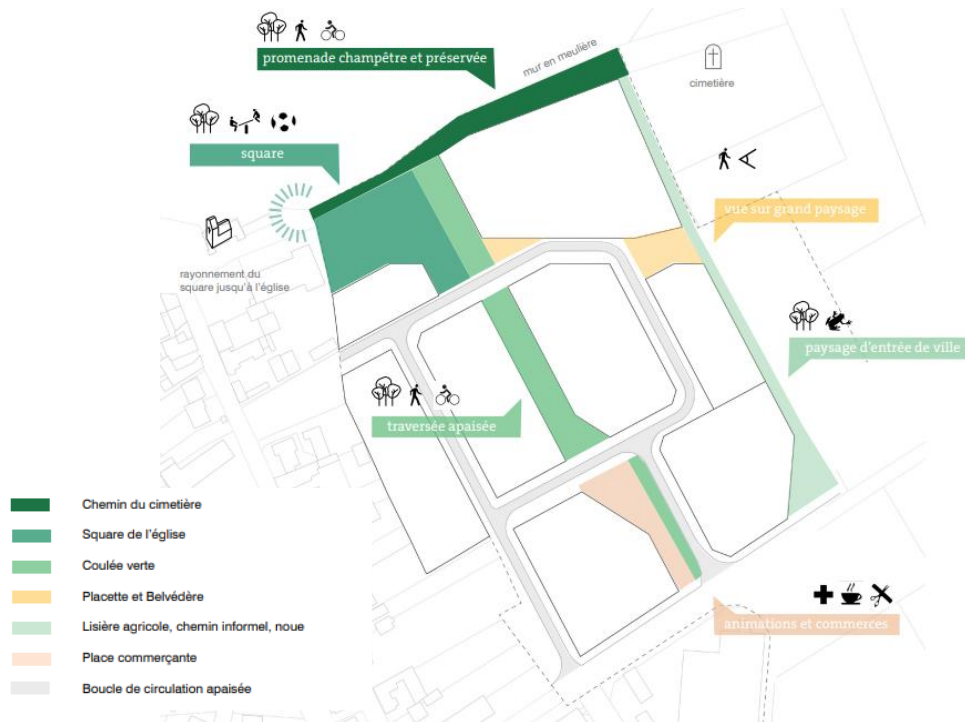 promenade champêtre et préservée
mur en meulière
cimetière
square
vue sur grand paysage
rayonnement du
square jusqu'à l'église
paysage d'entrée de ville
traversée apaisée
Chemin du cimetière
Square de l'église
Coulée verte
Placette et Belvédère
Lisière agricole, chemin informel, noue
Place commerçante
Boucle de circulation apaisée
animations et commerces